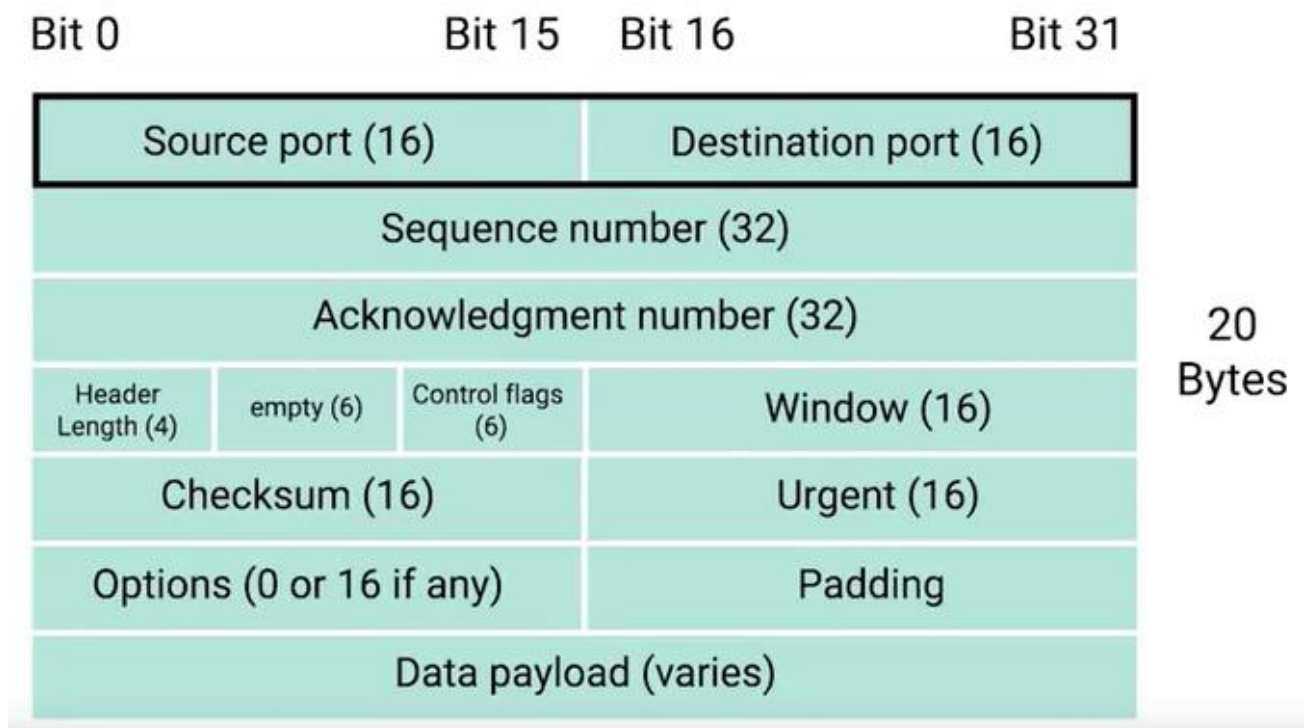 Bit 0 Bit 15 Bit 16 Bit 31
Source port (16) Destination port (16)
Sequence number (32)
Acknowledgment number (32)
20
Bytes
Header
Length (4)
empty (6)
Control flags
(6)
Window (16)
Checksum (16) Urgent (16)
Options (0 or 16 if any) Padding
Data payload (varies)